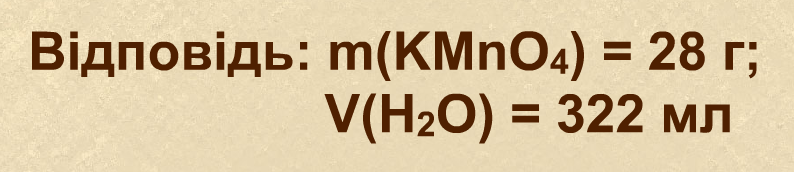 Відповідь: m(KMnO₄) = 28 г;
V(H₂O) = 322 мл